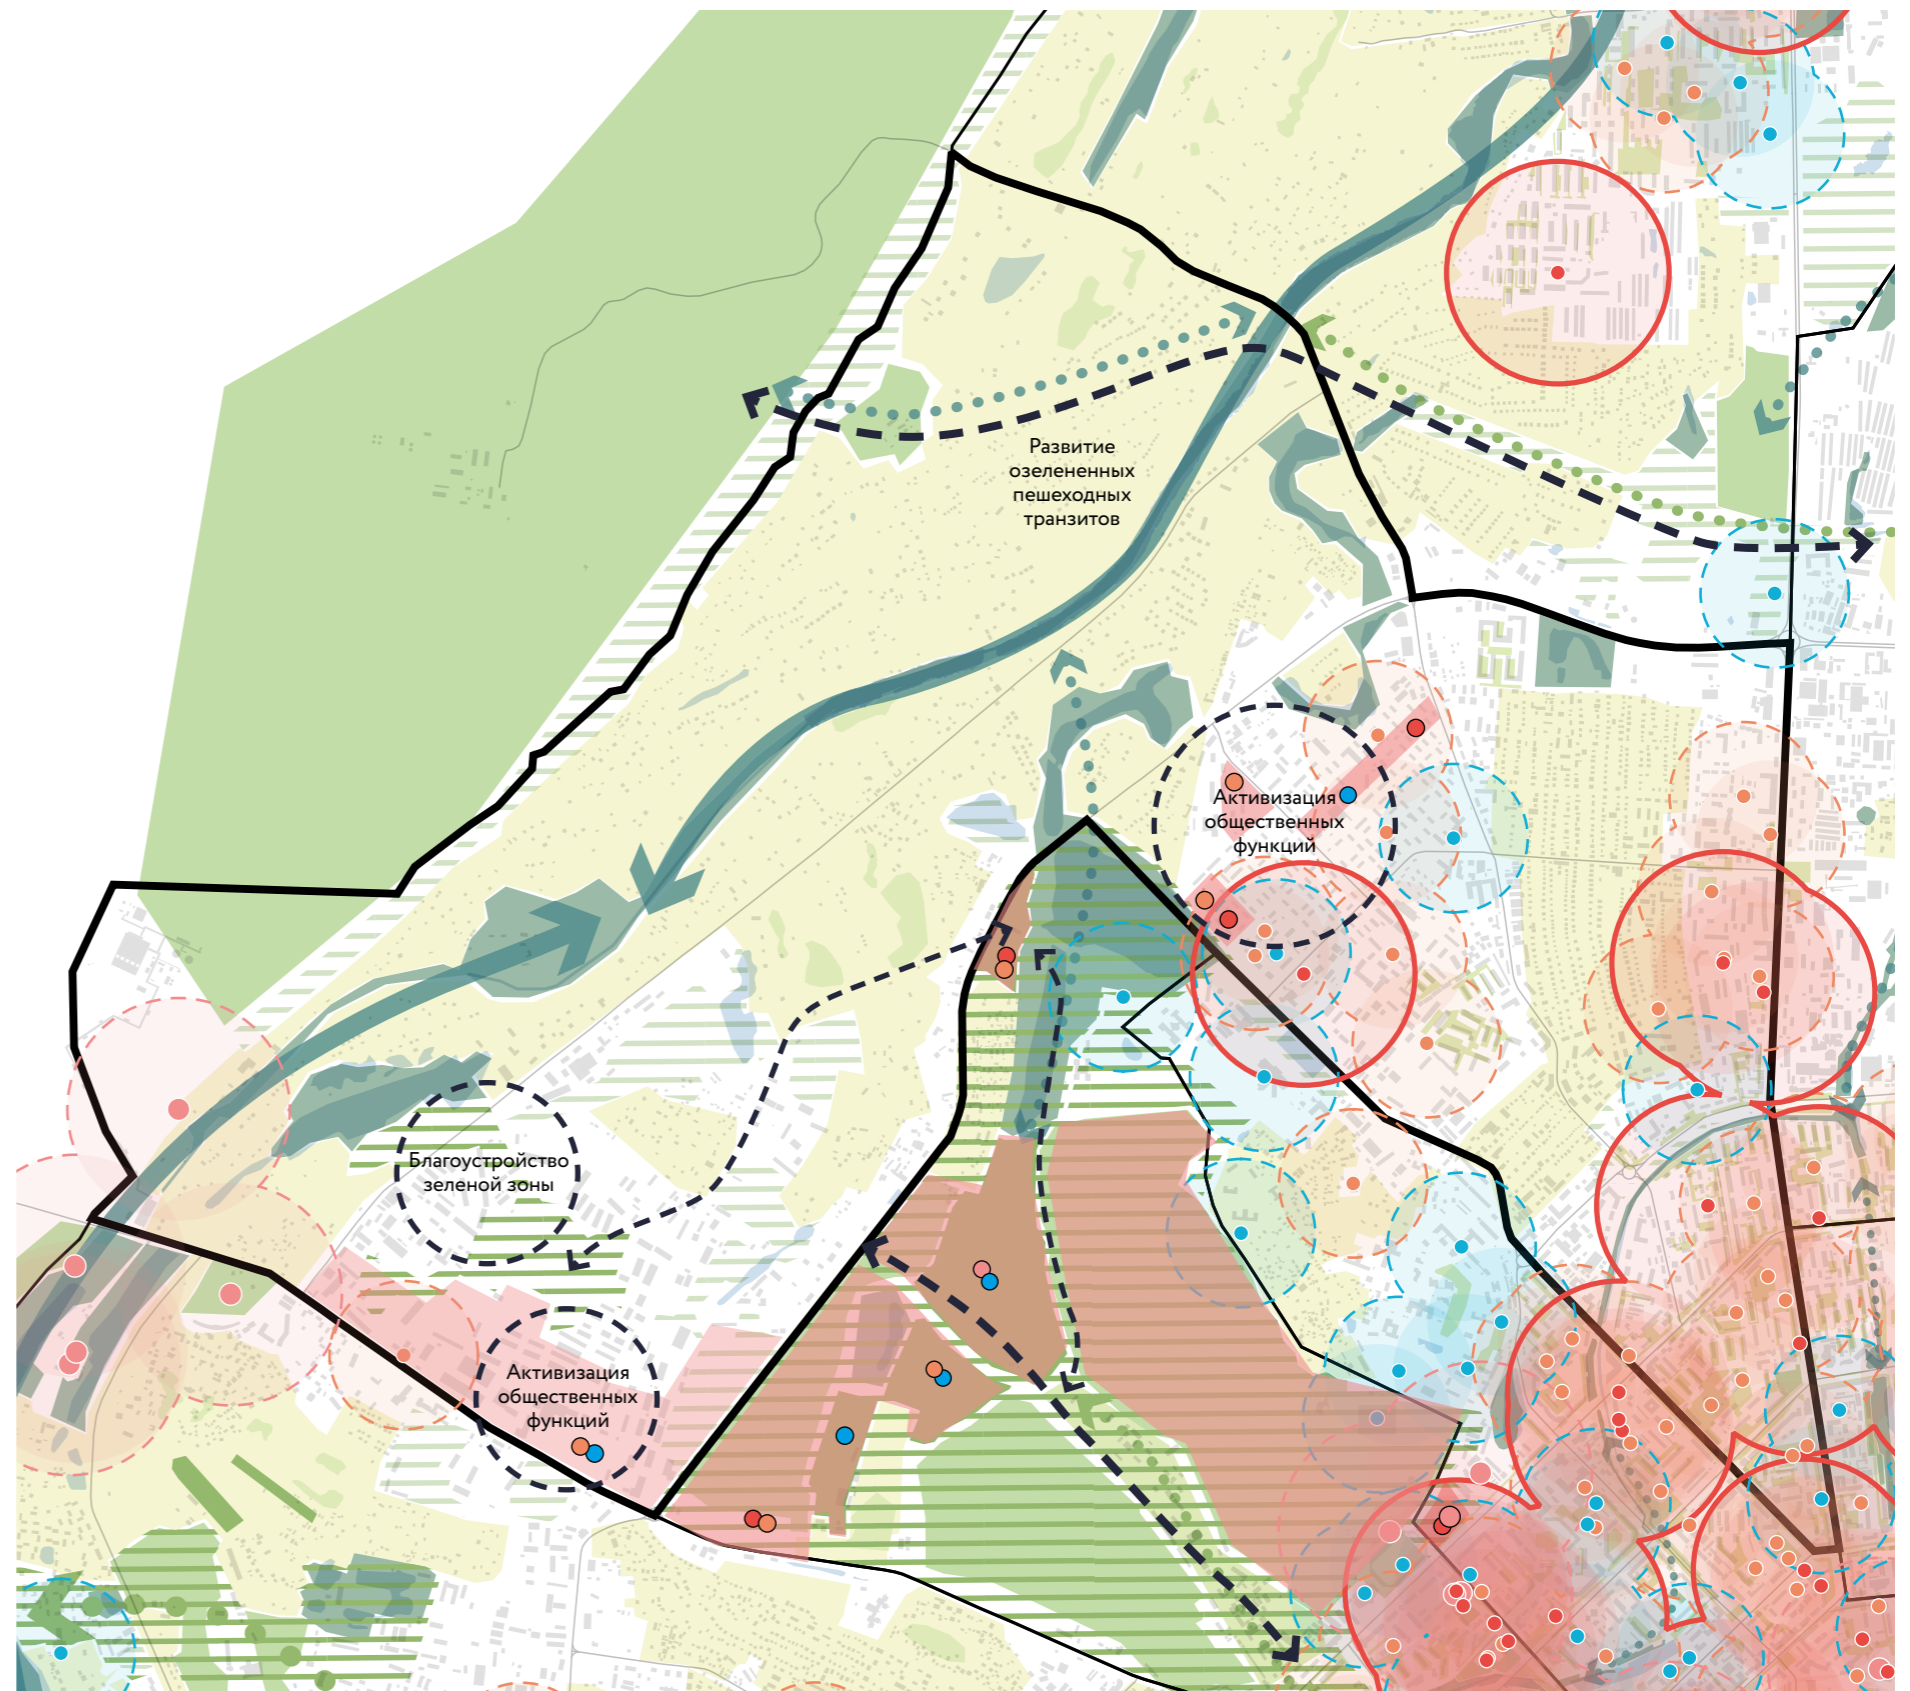 Развитие
озелененных
пешеходных
транзитов
Активизация
общественных
функций
Благоустройство
зеленой зоны
Активизация
общественных
функций